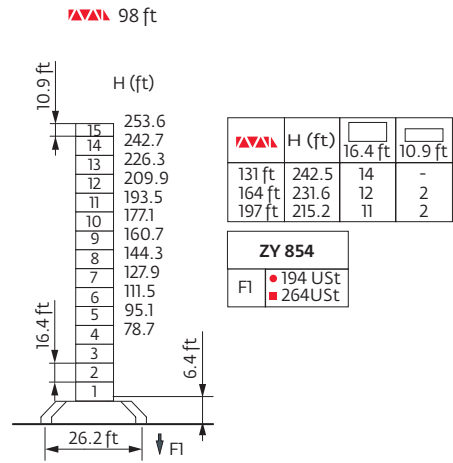 98 ft
H (ft)
10.9 ft
253.6
242.7
226.3
209.9
193.5
177.1
160.7
144.3
127.9
111.5
95.1
78.7
15
14
13
12
11
10
9
8
7
6
5
4
3
2
1
16.4 ft
6.4 ft
26.2 ft
F1
H (ft) 16.4 ft 10.9 ft
131 ft 242.5 14 -
164 ft 231.6 12 2
197 ft 215.2 11 2
ZY 854
F1 194 USt
264USt